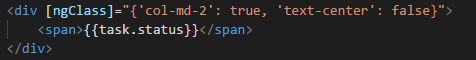 <div [ngClass]="{'col-md-2': true, 'text-center': false}">
<span>{{task.status}}</span>
</div>